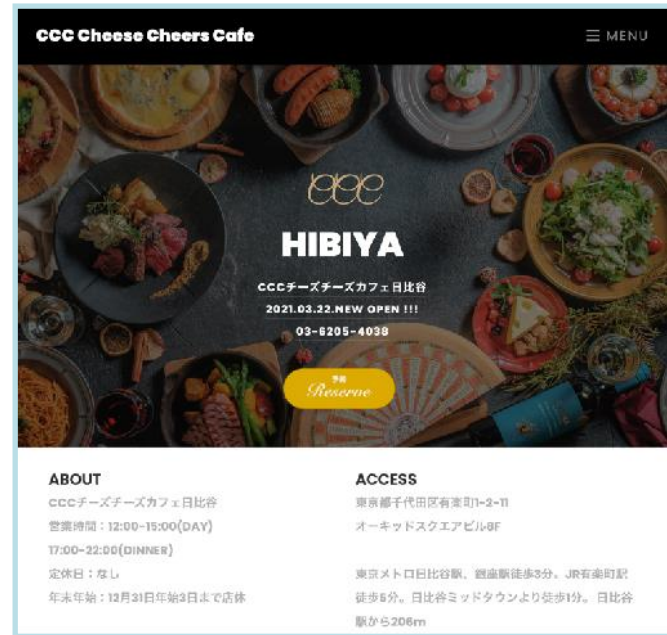 CCC Cheese Cheers Cafe
MENU
CCC
HIBIYA
CCCチーズチーズカフェ日比谷
2021.03.22.NEW OPEN !!!
03-6205-4038
予約
Reserve
ABOUT
CCCチーズチーズカフェ日比谷
営業時間：12:00-15:00(DAY)
17:00-22:00(DINNER)
定休日：なし
年末年始：12月31日年始3日まで店休
ACCESS
東京都千代田区有楽町1-2-11
オーキッドスクエアビル8F
東京メトロ日比谷駅、銀座駅徒歩3分。JR有楽町駅
徒歩5分。日比谷ミッドタウンより徒歩1分。日比谷
駅から206m